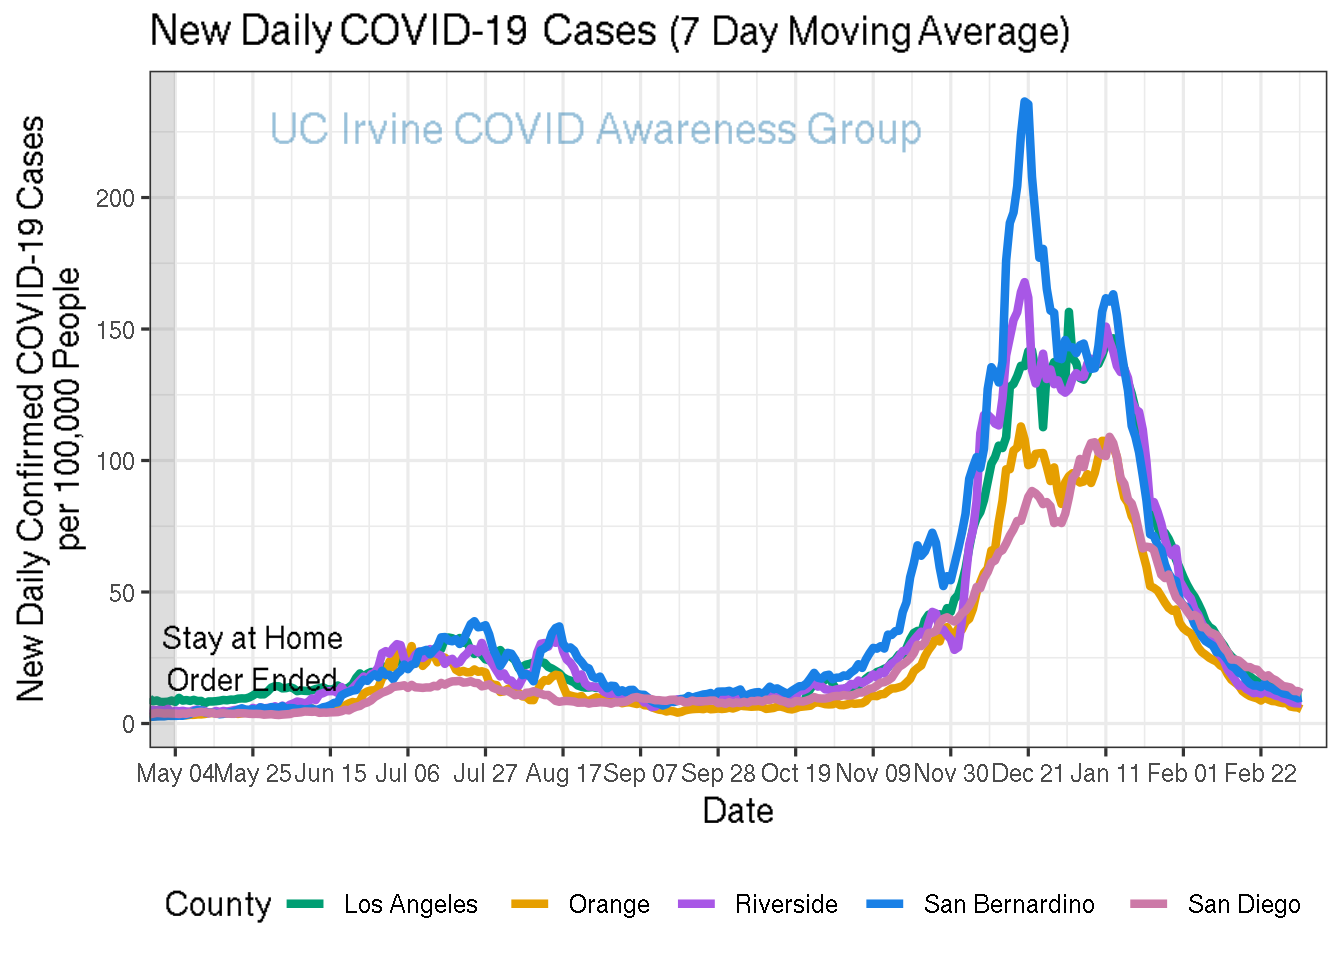 New Daily COVID-19 Cases (7 Day Moving Average)
UC Irvine COVID Awareness Group
New Daily Confirmed COVID-19 Cases
per 100,000 People
200
150
100
50
0
Stay at Home
Order Ended
May 04 May 25 Jun 15 Jul 06 Jul 27 Aug 17 Sep 07 Sep 28 Oct 19 Nov 09 Nov 30 Dec 21 Jan 11 Feb 01 Feb 22
Date
County Los Angeles Orange Riverside San Bernardino San Diego